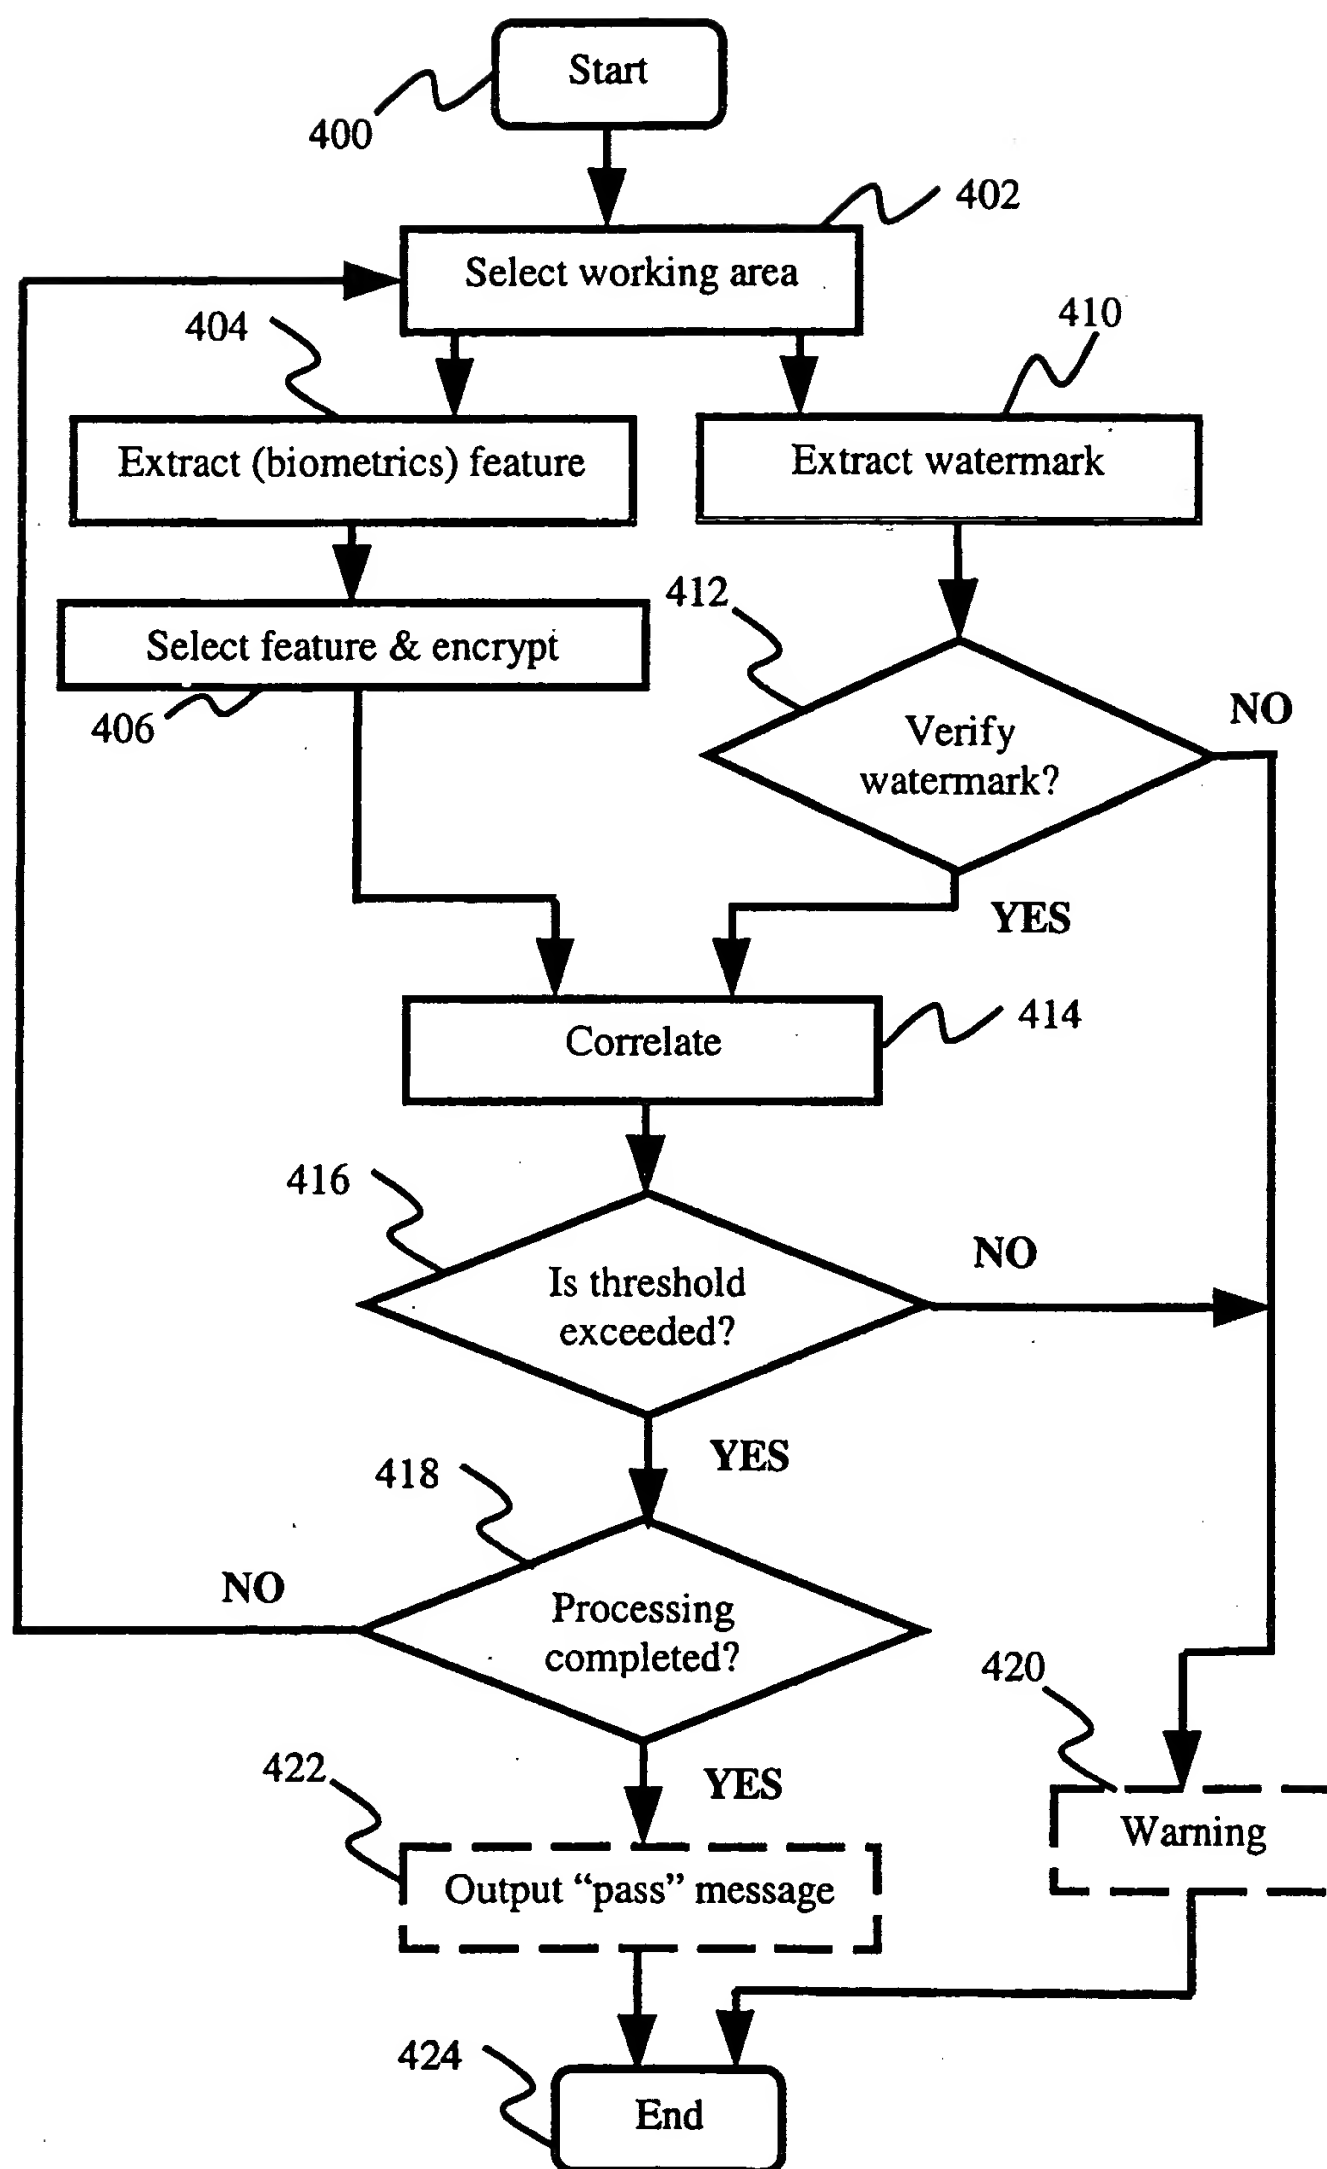 Start
400
402
Select working area
404
410
Extract (biometrics) feature
Extract watermark
412
Select feature & encrypt
406
NO
Verify
watermark?
YES
414
Correlate
416
NO
Is threshold
exceeded?
YES
418
NO
Processing
completed?
420
422
YES
Warning
Output “pass” message
424
End